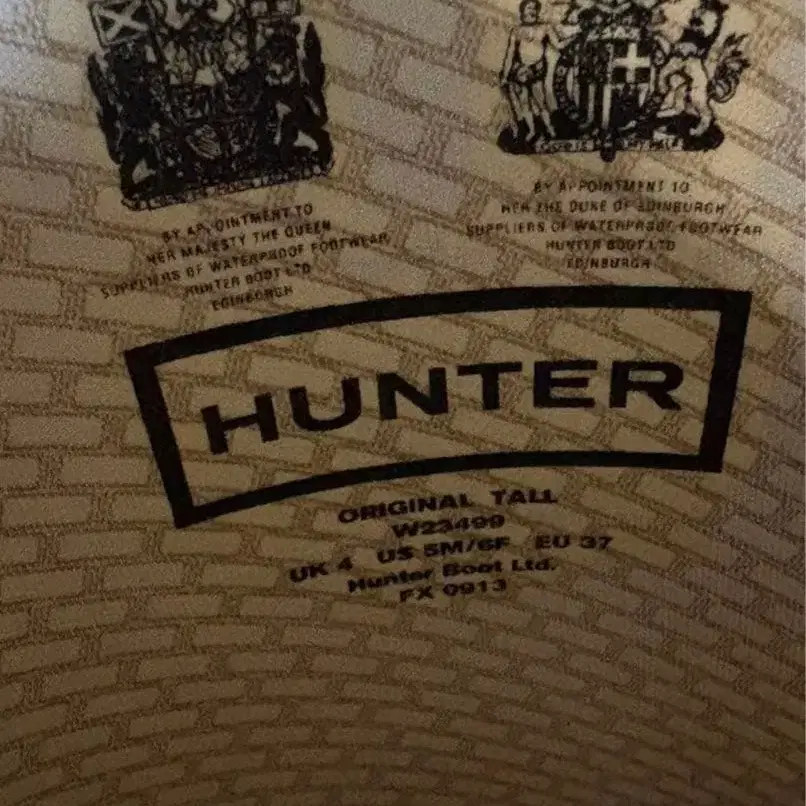 BY APPOINTMENT TO
HER MAJESTY THE QUEEN
SUPPLIERS OF WATERPROOF FOOTWEAR
HUNTER BOOT LTD
EDINBURGH
BY APPOINTMENT TO
HRH THE DUKE OF EDINBURGH
SUPPLIERS OF WATERPROOF FOOTWEAR
HUNTER BOOT LTD
EDINBURGH
HUNTER
ORIGINAL TALL
W23499
UK 4 US 5M/6F EU 37
Hunter Boot Ltd.
FX 0913